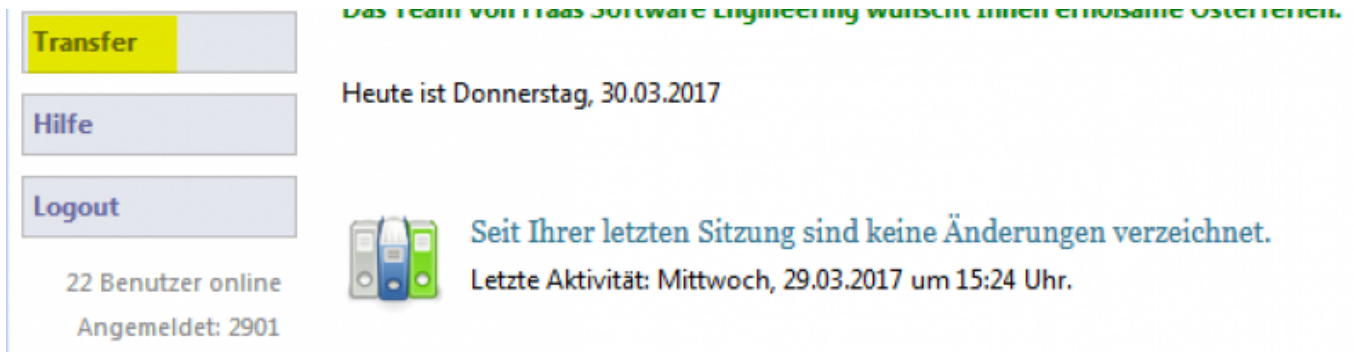 Das Team von Haas Software Engineering wünscht Ihnen erholsame Osterferien.
Transfer
Heute ist Donnerstag, 30.03.2017
Hilfe
Logout
Seit Ihrer letzten Sitzung sind keine Änderungen verzeichnet.
Letzte Aktivität: Mittwoch, 29.03.2017 um 15:24 Uhr.
22 Benutzer online
Angemeldet: 2901